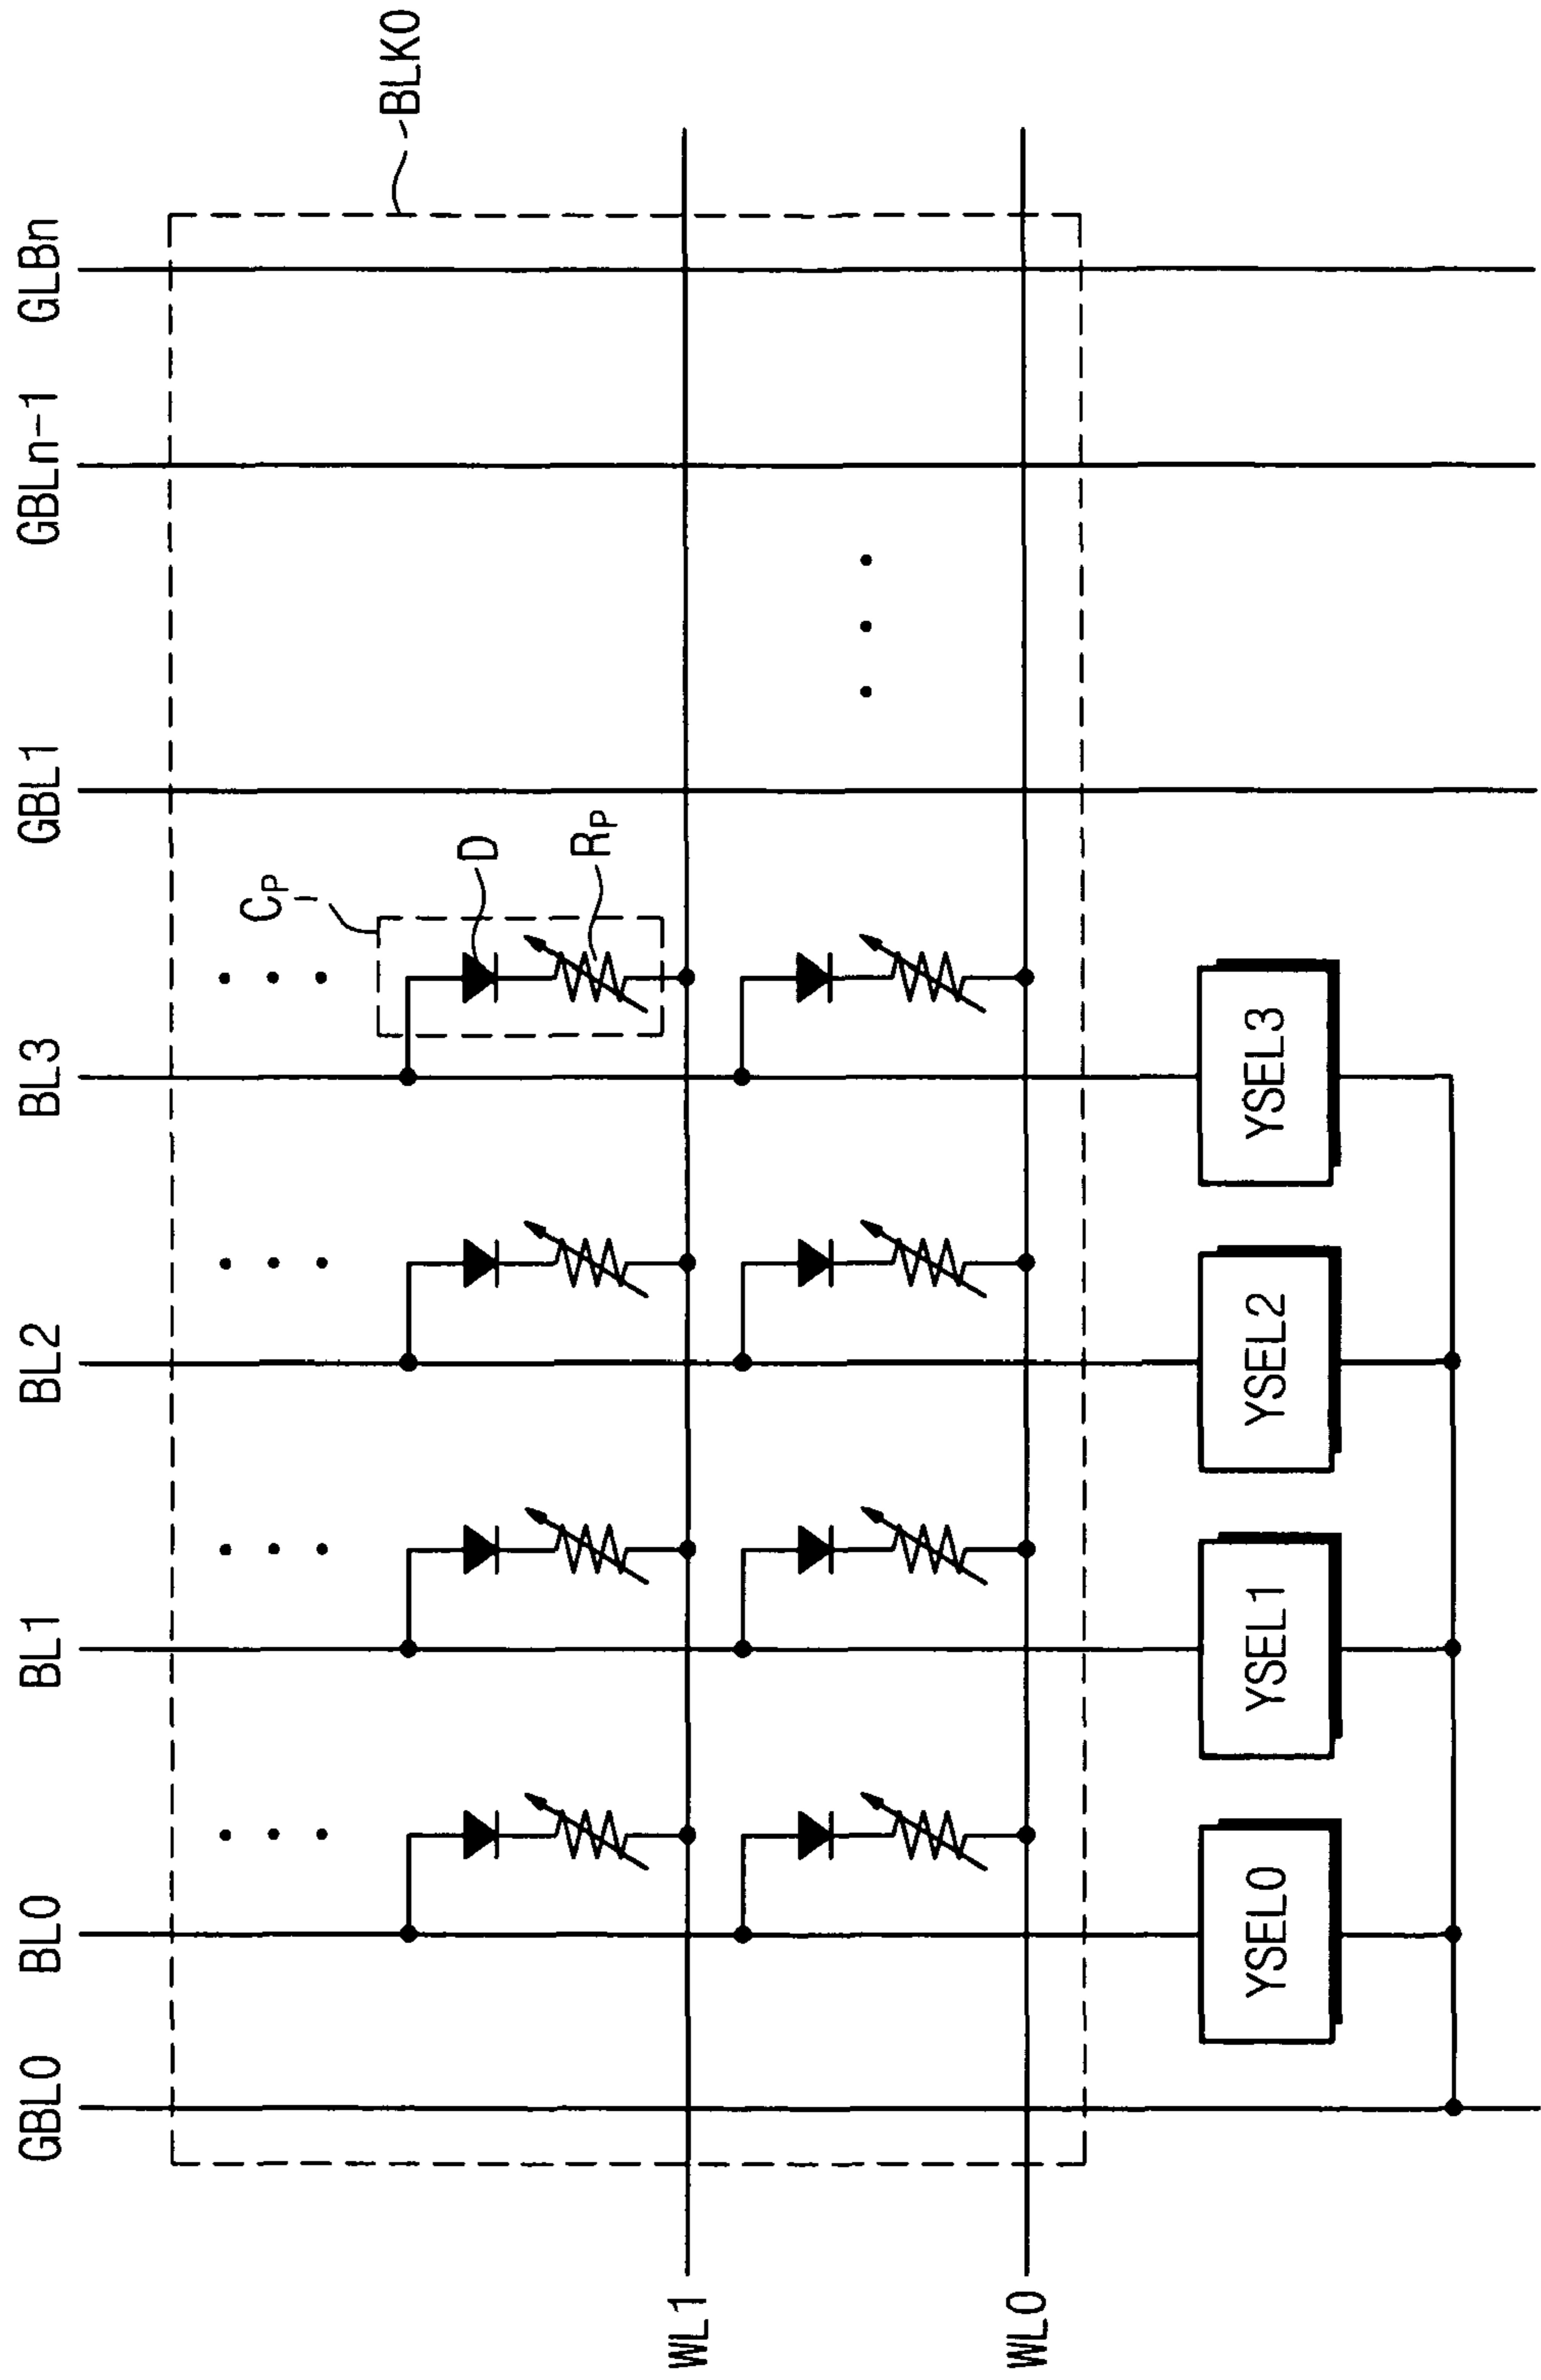 GBL0 BL0 BL1 BL2 BL3 GBL1 GBLn-1 GLBn
BLK0
CP
D
RP
WL1
WL0
YSEL0 YSEL1 YSEL2 YSEL3